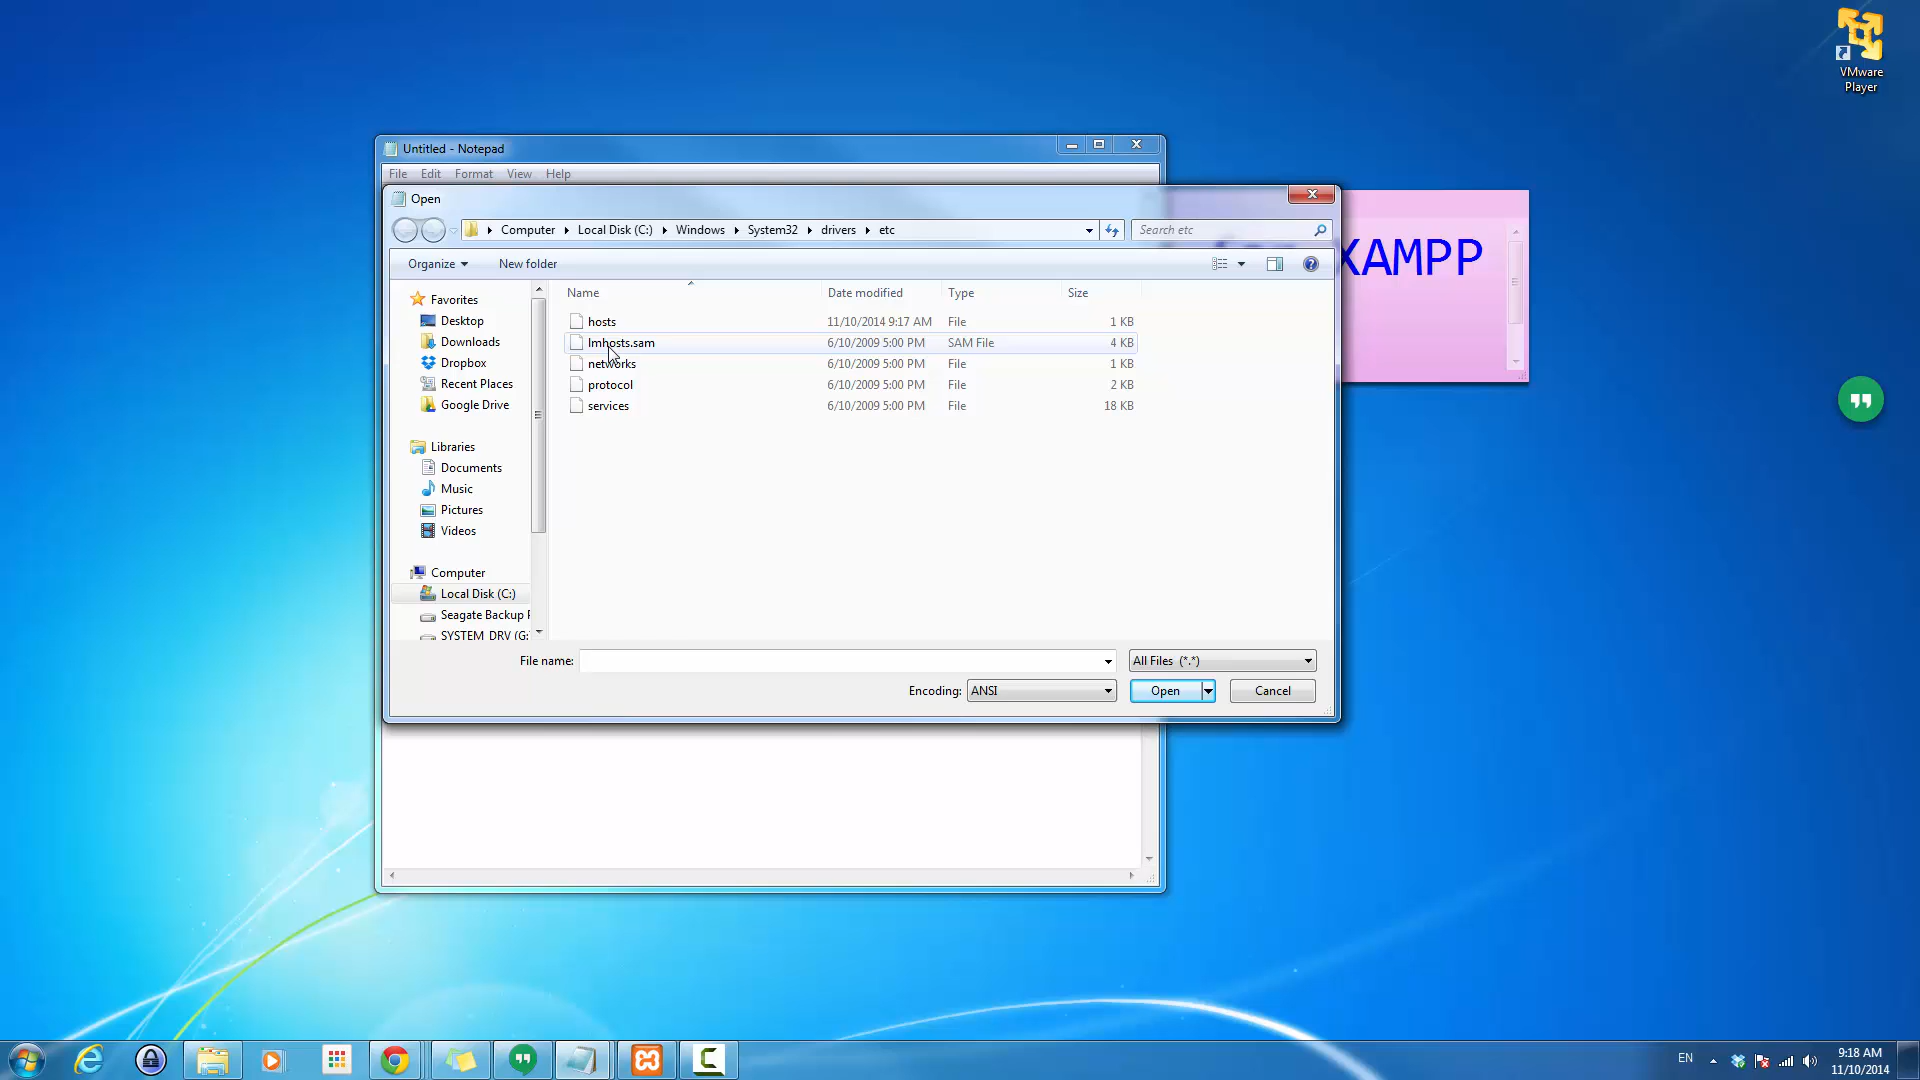 VMware
Player
Untitled - Notepad
File Edit Format View Help
Open
Computer Local Disk (C:) Windows System32 drivers etc
Search etc
XAMPP
Organize New folder
Name Date modified Type Size
Favorites
Desktop
Downloads
Dropbox
Recent Places
Google Drive
Libraries
Documents
Music
Pictures
Videos
Computer
Local Disk (C:)
Seagate Backup
SYSTEM_DRV (G:
hosts 11/10/2014 9:17 AM File 1 KB
lmhosts.sam 6/10/2009 5:00 PM SAM File 4 KB
networks 6/10/2009 5:00 PM File 1 KB
protocol 6/10/2009 5:00 PM File 2 KB
services 6/10/2009 5:00 PM File 18 KB
File name: All Files (*.*)
Encoding: ANSI Open Cancel
EN 9:18 AM
11/10/2014